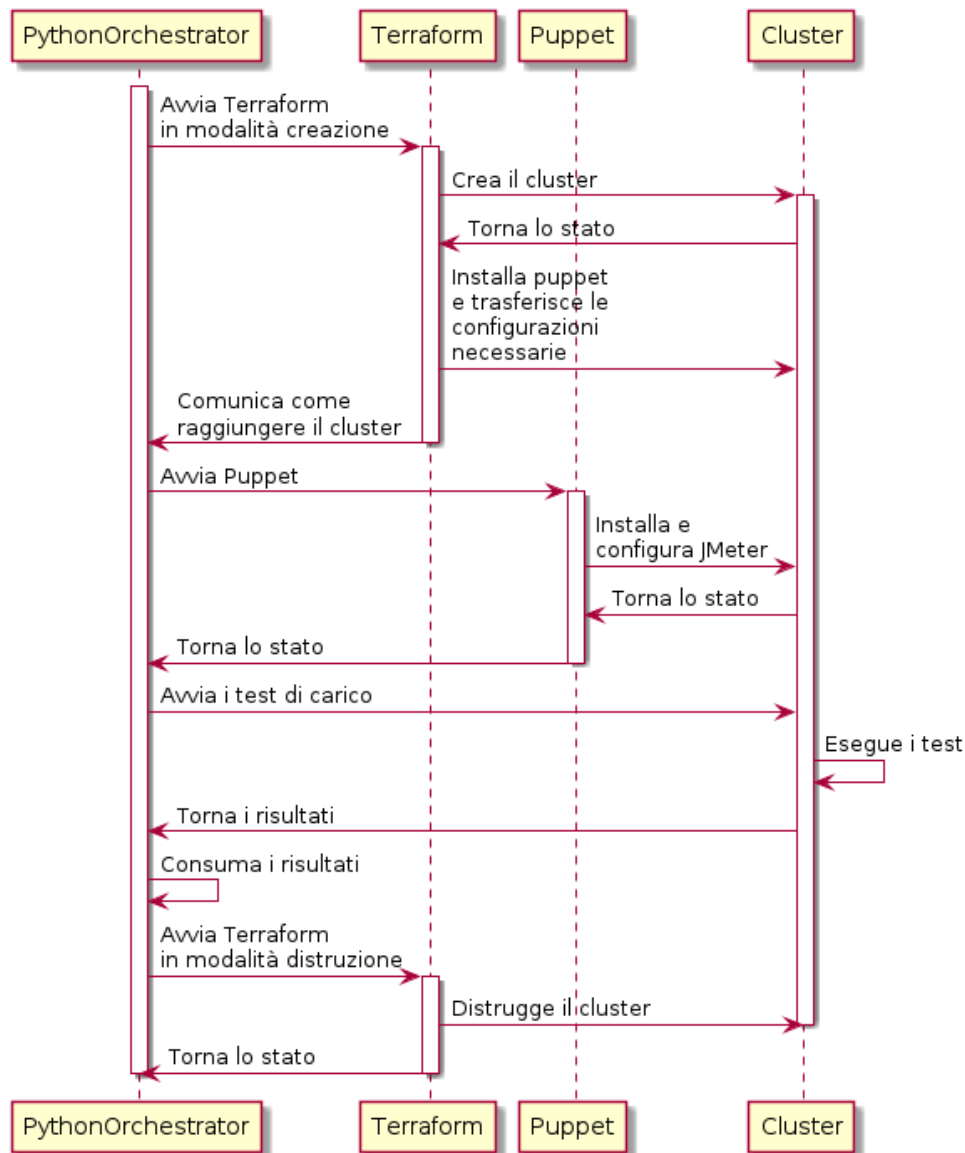 PythonOrchestrator
Terraform
Puppet
Cluster
Avvia Terraform
in modalità creazione
Crea il cluster
Torna lo stato
Installa puppet
e trasferisce le
configurazioni
necessarie
Comunica come
raggiungere il cluster
Avvia Puppet
Installa e
configura JMeter
Torna lo stato
Torna lo stato
Avvia i test di carico
Esegue i test
Torna i risultati
Consuma i risultati
Avvia Terraform
in modalità distruzione
Distrugge il cluster
Torna lo stato
PythonOrchestrator
Terraform
Puppet
Cluster